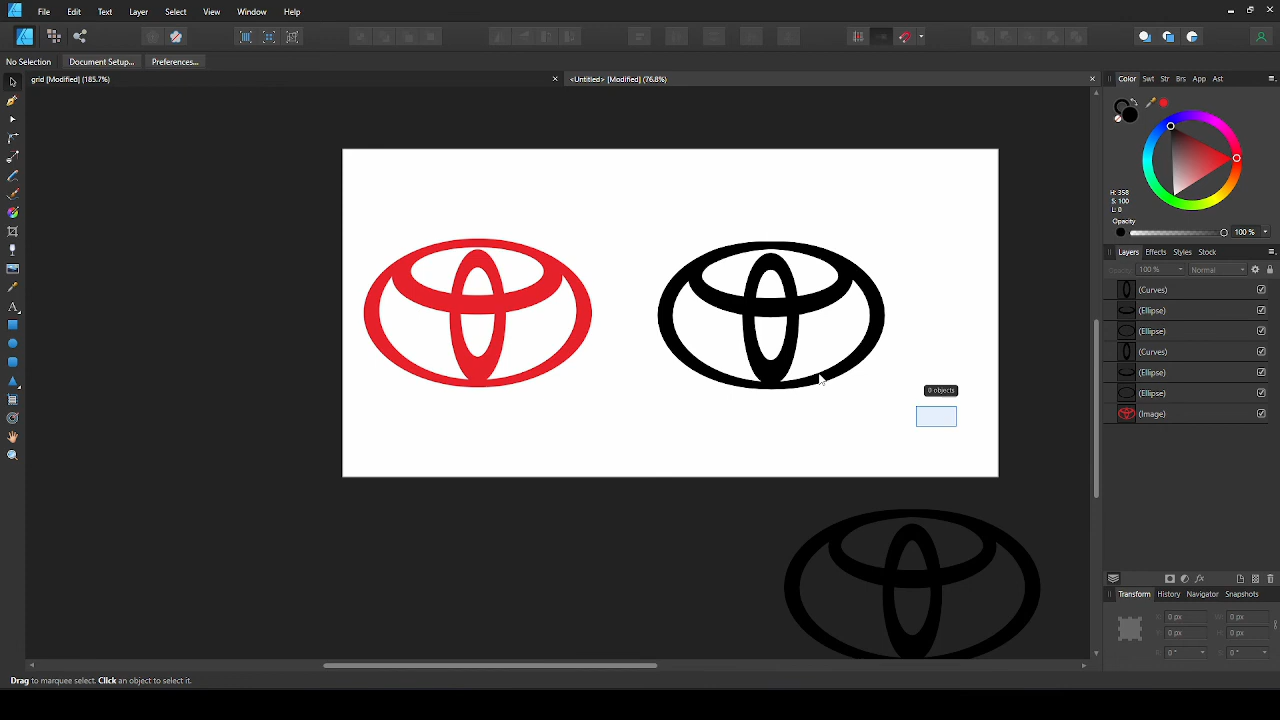 File Edit Text Layer Select View Window Help
No Selection Document Setup... Preferences...
grid [Modified] (185.7%) <Untitled> [Modified] (76.8%)
Color Swt Str Brs App Ast
H: 358
S: 100
L: 0
Opacity
100 %
Layers Effects Styles Stock
Opacity: 100 % Normal
(Curves)
(Ellipse)
(Ellipse)
(Curves)
(Ellipse)
(Ellipse)
(Image)
0 objects
Transform History Navigator Snapshots
X: 0 px W: 0 px
Y: 0 px H: 0 px
R: 0 ° S: 0 °
Drag to marquee select. Click an object to select it.